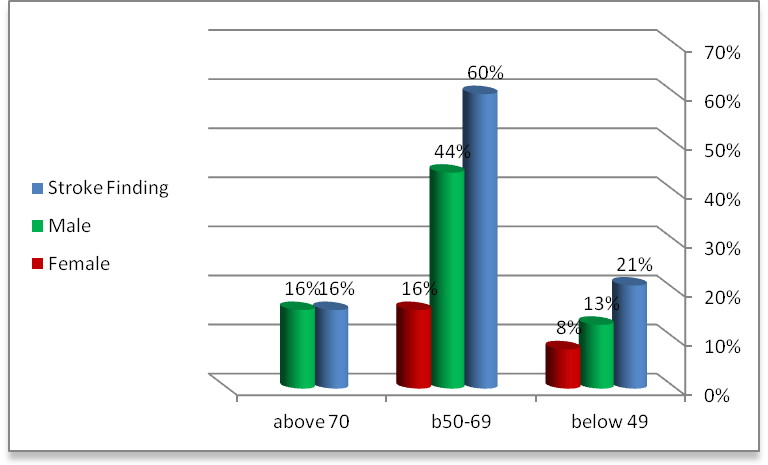 Stroke Finding
Male
Female
16%
16%
16%
44%
60%
8%
13%
21%
70%
60%
50%
40%
30%
20%
10%
0%
above 70
b50-69
below 49